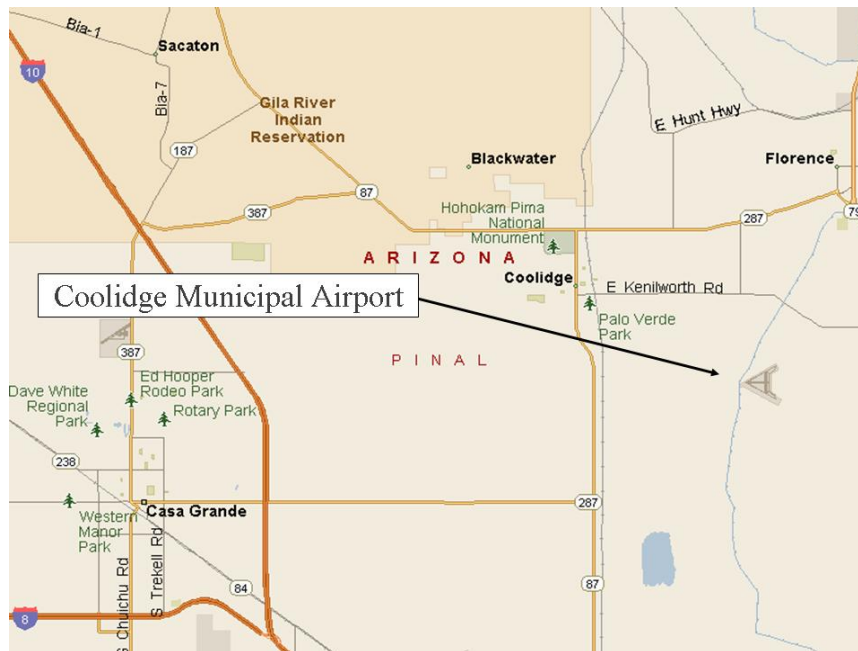 Bia-1
Sacaton
10
Bia-7
Gila River
Indian
Reservation
E Hunt Hwy
187
Blackwater
Florence
87
387
Hohokam Pima
National
Monument
287
79
ARIZONA
Coolidge
E Kenilworth Rd
Coolidge Municipal Airport
Palo Verde
Park
387
PINAL
Ed Hooper
Rodeo Park
Dave White
Regional
Park
Rotary Park
238
Casa Grande
287
Western
Manor
Park
S Trekell Rd
S Chuichu Rd
84
87
8